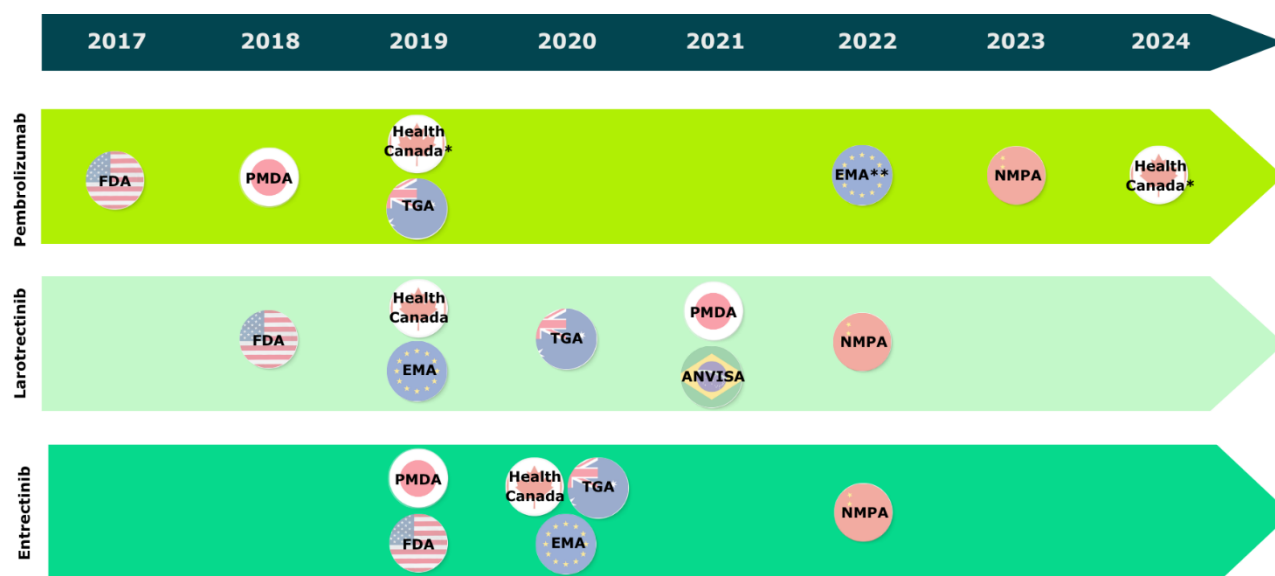 2017 2018 2019 2020 2021 2022 2023 2024
Pembrolizumab
FDA
PMDA
Health
Canada*
TGA
EMA**
NMPA
Health
Canada*
Larotrectinib
FDA
Health
Canada
EMA
TGA
PMDA
ANVISA
NMPA
Entrectinib
PMDA
FDA
Health
Canada
TGA
EMA
NMPA